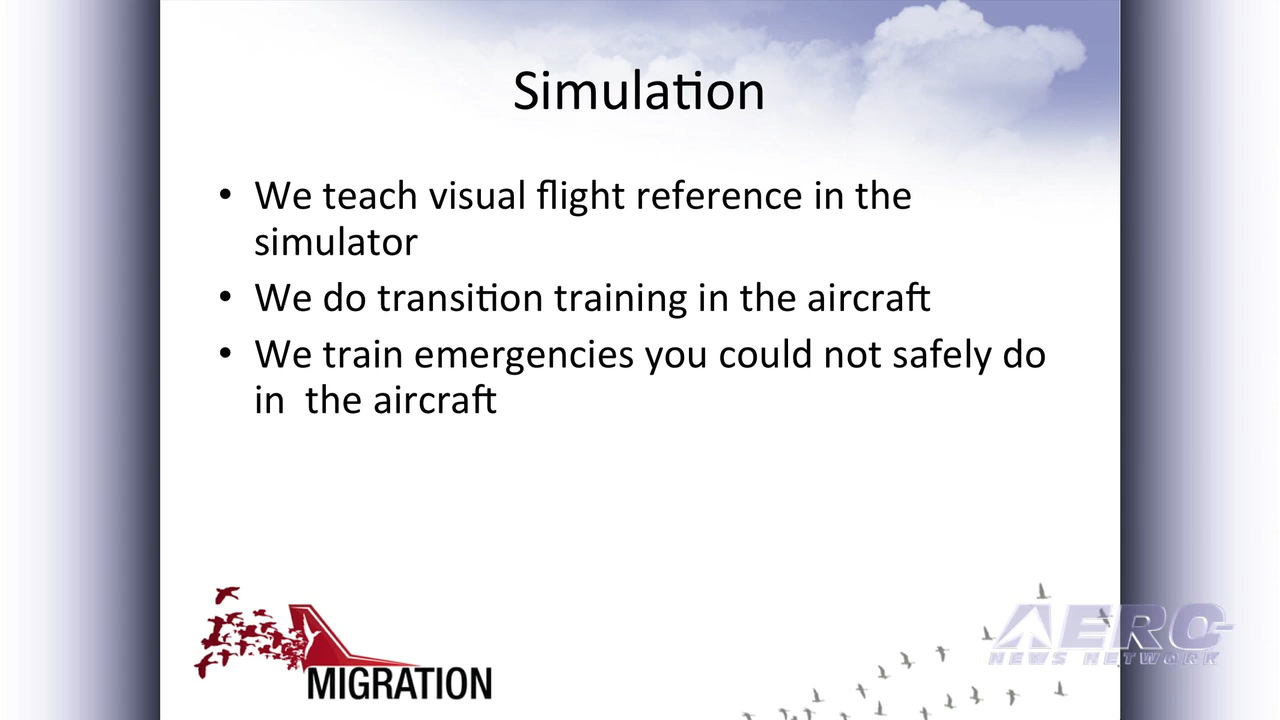 Simulation
• We teach visual flight reference in the
simulator
• We do transition training in the aircraft
• We train emergencies you could not safely do
in the aircraft
MIGRATION
AERO
NEWS NETWORK